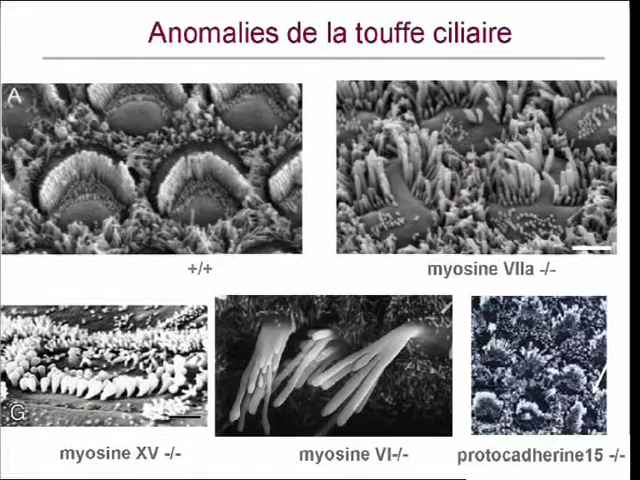 Anomalies de la touffe ciliaire
A
+/+
myosine VIIa -/-
G
myosine XV -/-
myosine VI-/-
protocadherine15 -/-